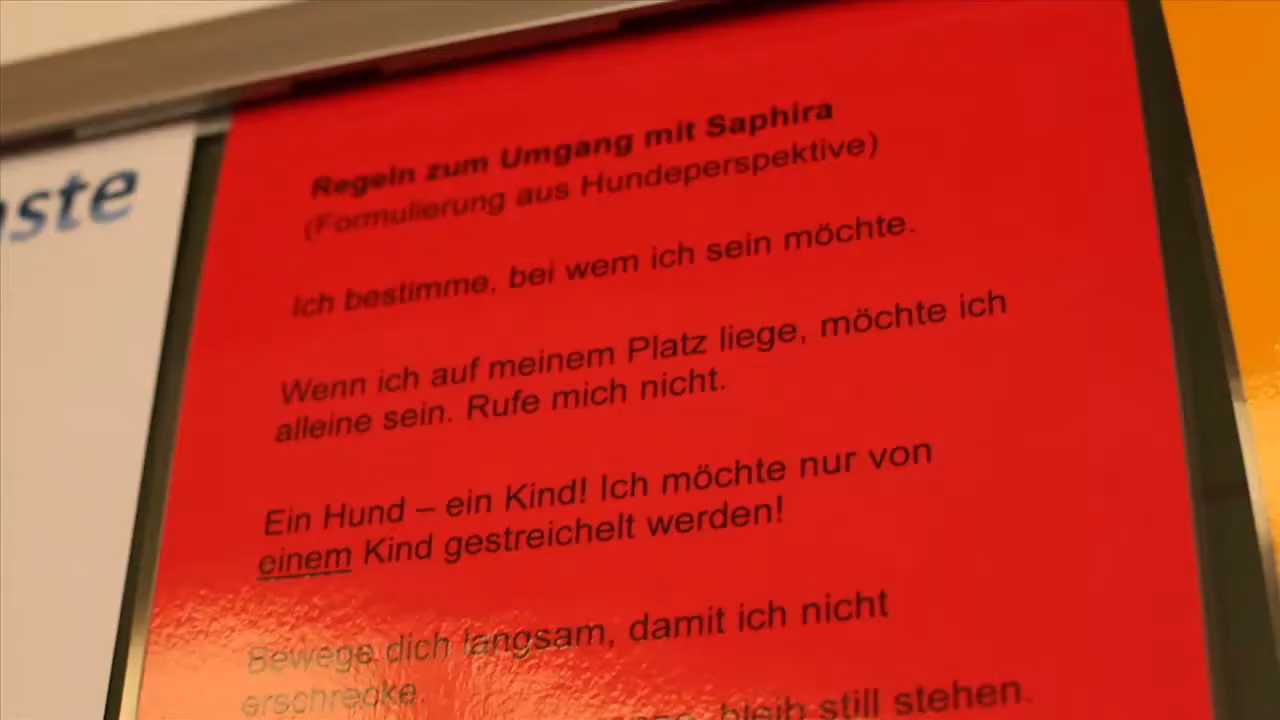 Regeln zum Umgang mit Saphira
(Formulierung aus Hundeperspektive)
Ich bestimme, bei wem ich sein möchte.
Wenn ich auf meinem Platz liege, möchte ich
alleine sein. Rufe mich nicht.
Ein Hund – ein Kind! Ich möchte nur von
einem Kind gestreichelt werden!
Bewege dich langsam, damit ich nicht
erschrecke.
bleib still stehen.